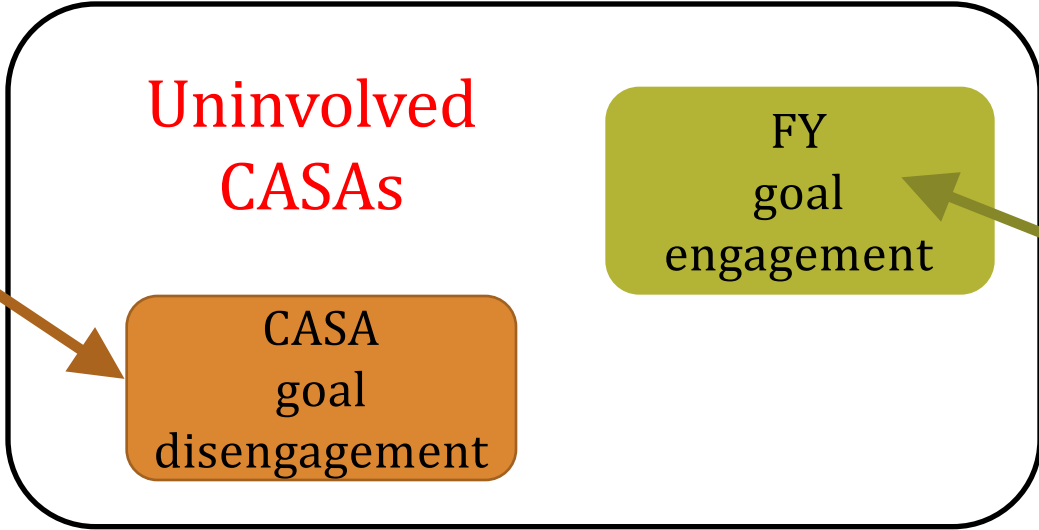 Uninvolved
CASAs
FY
goal
engagement
CASA
goal
disengagement